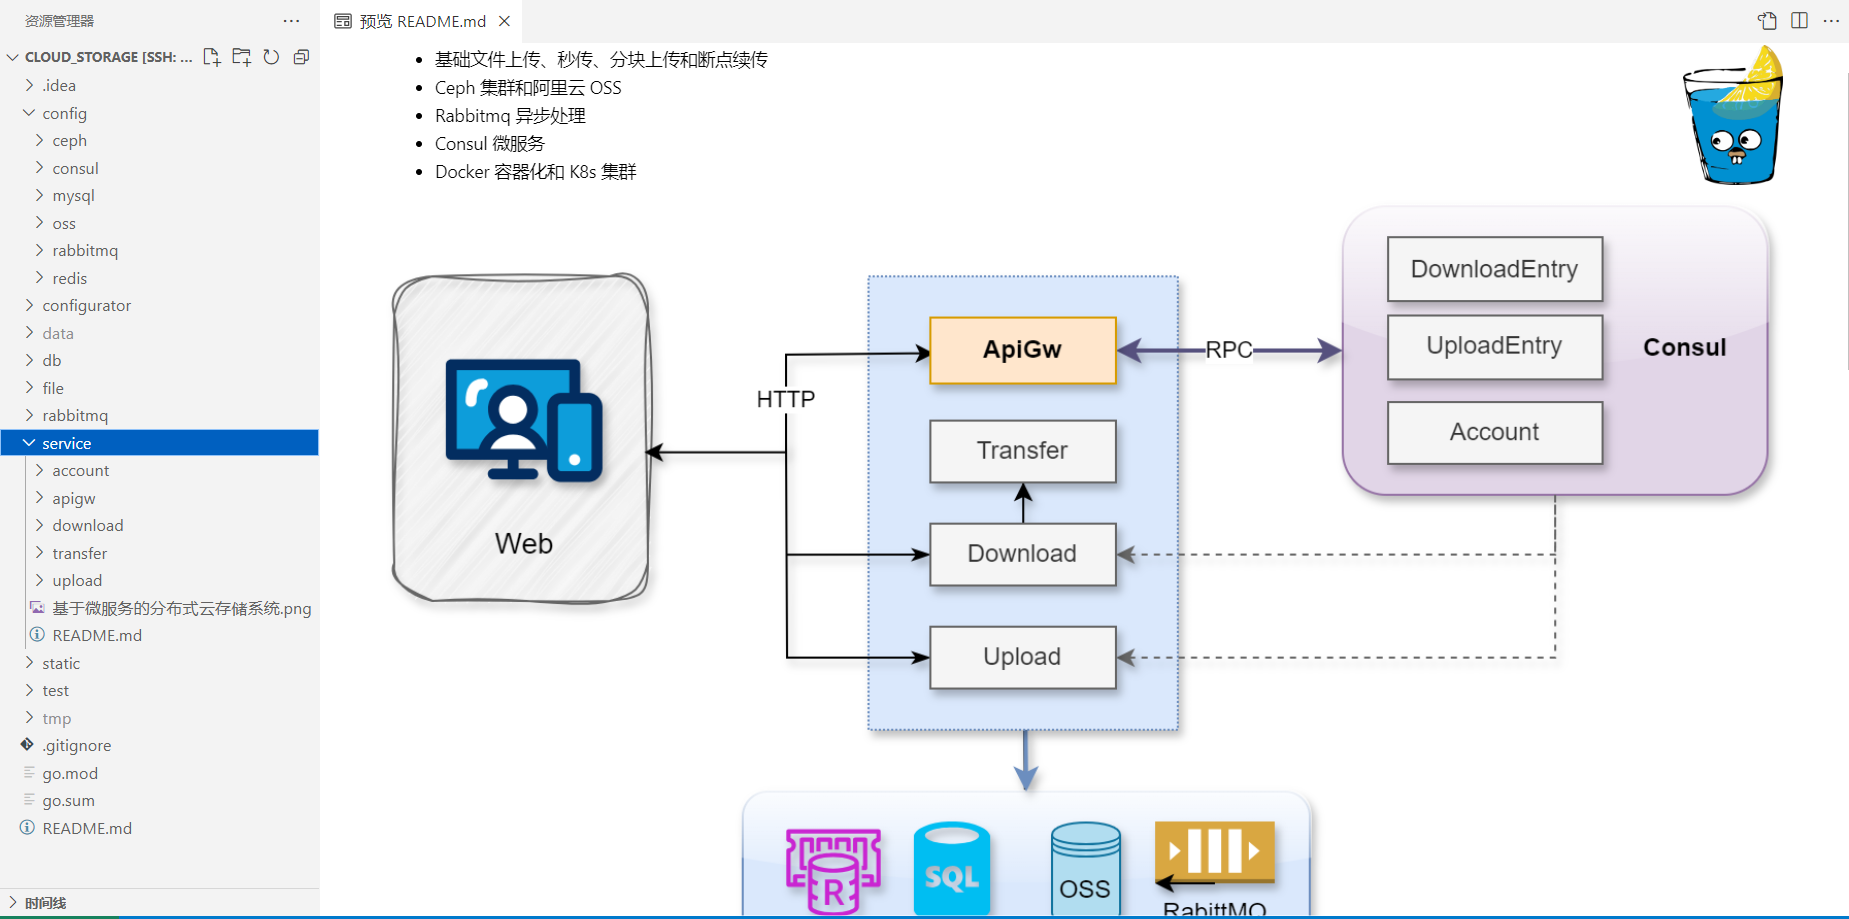 资源管理器
CLOUD_STORAGE [SSH: ...
.idea
config
ceph
consul
mysql
oss
rabbitmq
redis
configurator
data
db
file
rabbitmq
service
account
apigw
download
transfer
upload
基于微服务的分布式云存储系统.png
README.md
static
test
tmp
.gitignore
go.mod
go.sum
README.md
时间线
预览 README.md
• 基础文件上传、秒传、分块上传和断点续传
• Ceph 集群和阿里云 OSS
• Rabbitmq 异步处理
• Consul 微服务
• Docker 容器化和 K8s 集群
Web
HTTP
ApiGw
Transfer
Download
Upload
RPC
DownloadEntry
UploadEntry
Account
Consul
R
SQL
OSS
RabittMQ